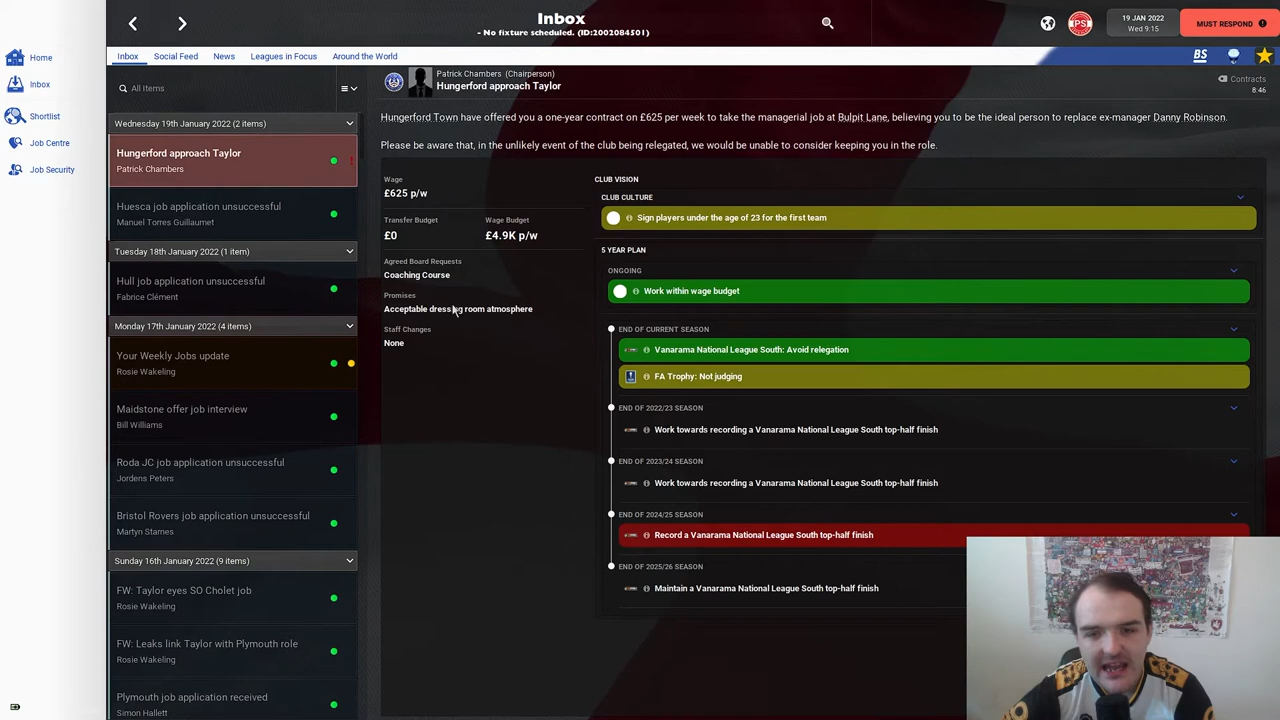 Inbox
- No fixture scheduled. (ID:2002084501)
PS
19 JAN 2022
Wed 9:15
MUST RESPOND
Home
Inbox
Shortlist
Job Centre
Job Security
Inbox Social Feed News Leagues in Focus Around the World
BS
All Items
Wednesday 19th January 2022 (2 items)
Hungerford approach Taylor
Patrick Chambers
Huesca job application unsuccessful
Manuel Torres Guillaumet
Tuesday 18th January 2022 (1 item)
Hull job application unsuccessful
Fabrice Clément
Monday 17th January 2022 (4 items)
Your Weekly Jobs update
Rosie Wakeling
Maidstone offer job interview
Bill Williams
Roda JC job application unsuccessful
Jordens Peters
Bristol Rovers job application unsuccessful
Martyn Starnes
Sunday 16th January 2022 (9 items)
FW: Taylor eyes SO Cholet job
Rosie Wakeling
FW: Leaks link Taylor with Plymouth role
Rosie Wakeling
Plymouth job application received
Simon Hallett
Patrick Chambers (Chairperson)
Hungerford approach Taylor
Contracts
8:46
Hungerford Town have offered you a one-year contract on £625 per week to take the managerial job at Bulpit Lane, believing you to be the ideal person to replace ex-manager Danny Robinson.
Please be aware that, in the unlikely event of the club being relegated, we would be unable to consider keeping you in the role.
Wage
£625 p/w
Transfer Budget Wage Budget
£0 £4.9K p/w
Agreed Board Requests
Coaching Course
Promises
Acceptable dressing room atmosphere
Staff Changes
None
CLUB VISION
CLUB CULTURE
Sign players under the age of 23 for the first team
5 YEAR PLAN
ONGOING
Work within wage budget
END OF CURRENT SEASON
Vanarama National League South: Avoid relegation
FA Trophy: Not judging
END OF 2022/23 SEASON
Work towards recording a Vanarama National League South top-half finish
END OF 2023/24 SEASON
Work towards recording a Vanarama National League South top-half finish
END OF 2024/25 SEASON
Record a Vanarama National League South top-half finish
END OF 2025/26 SEASON
Maintain a Vanarama National League South top-half finish